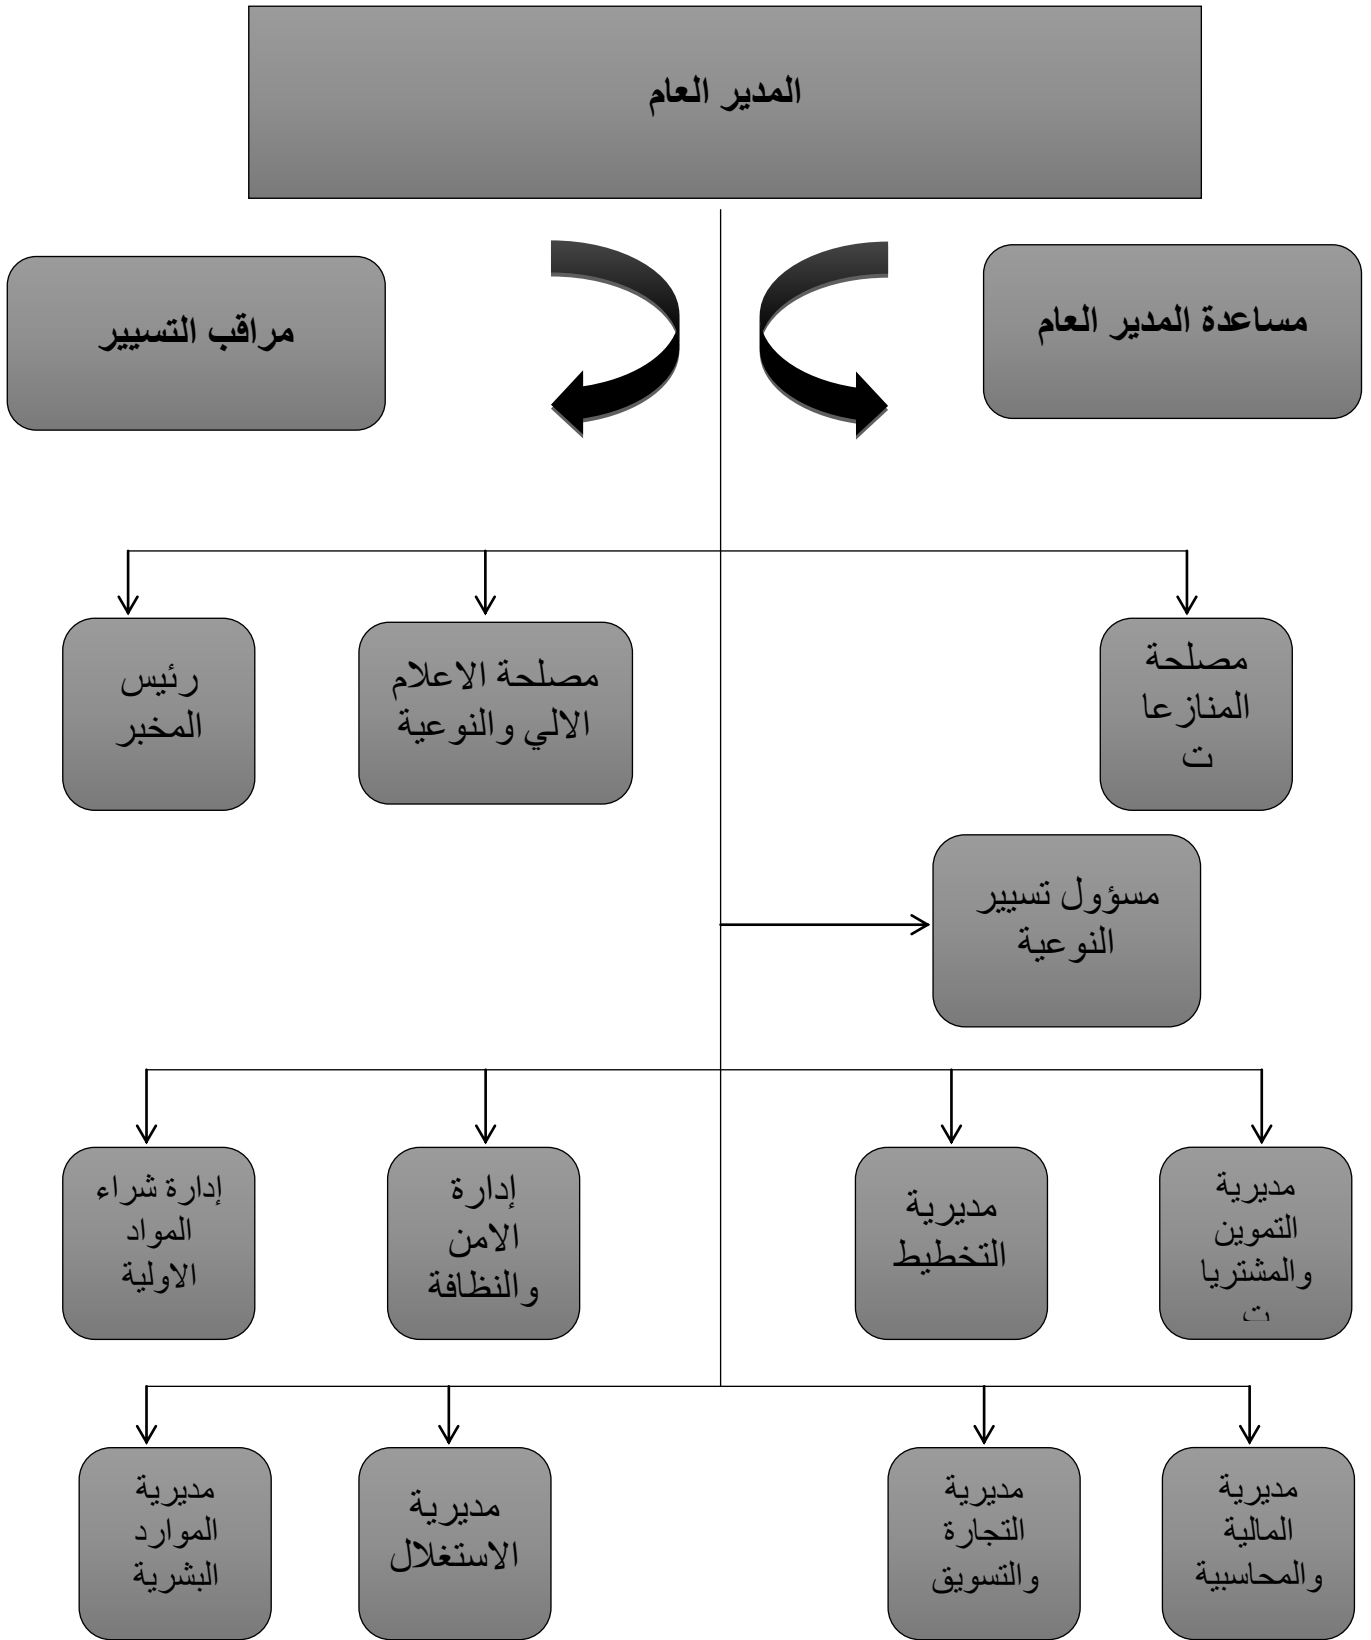 المدير العام
مساعدة المدير العام
مراقب التسيير
مصلحة
المنازعا
ت
مصلحة الاعلام
الالي والنوعية
رئيس
المخبر
مسؤول تسيير
النوعية
مديرية
التموين
والمشتريا
ت
مديرية
التخطيط
إدارة
الامن
والنظافة
إدارة شراء
المواد
الاولية
مديرية
المالية
والمحاسبية
مديرية
التجارة
والتسويق
مديرية
الاستغلال
مديرية
الموارد
البشرية